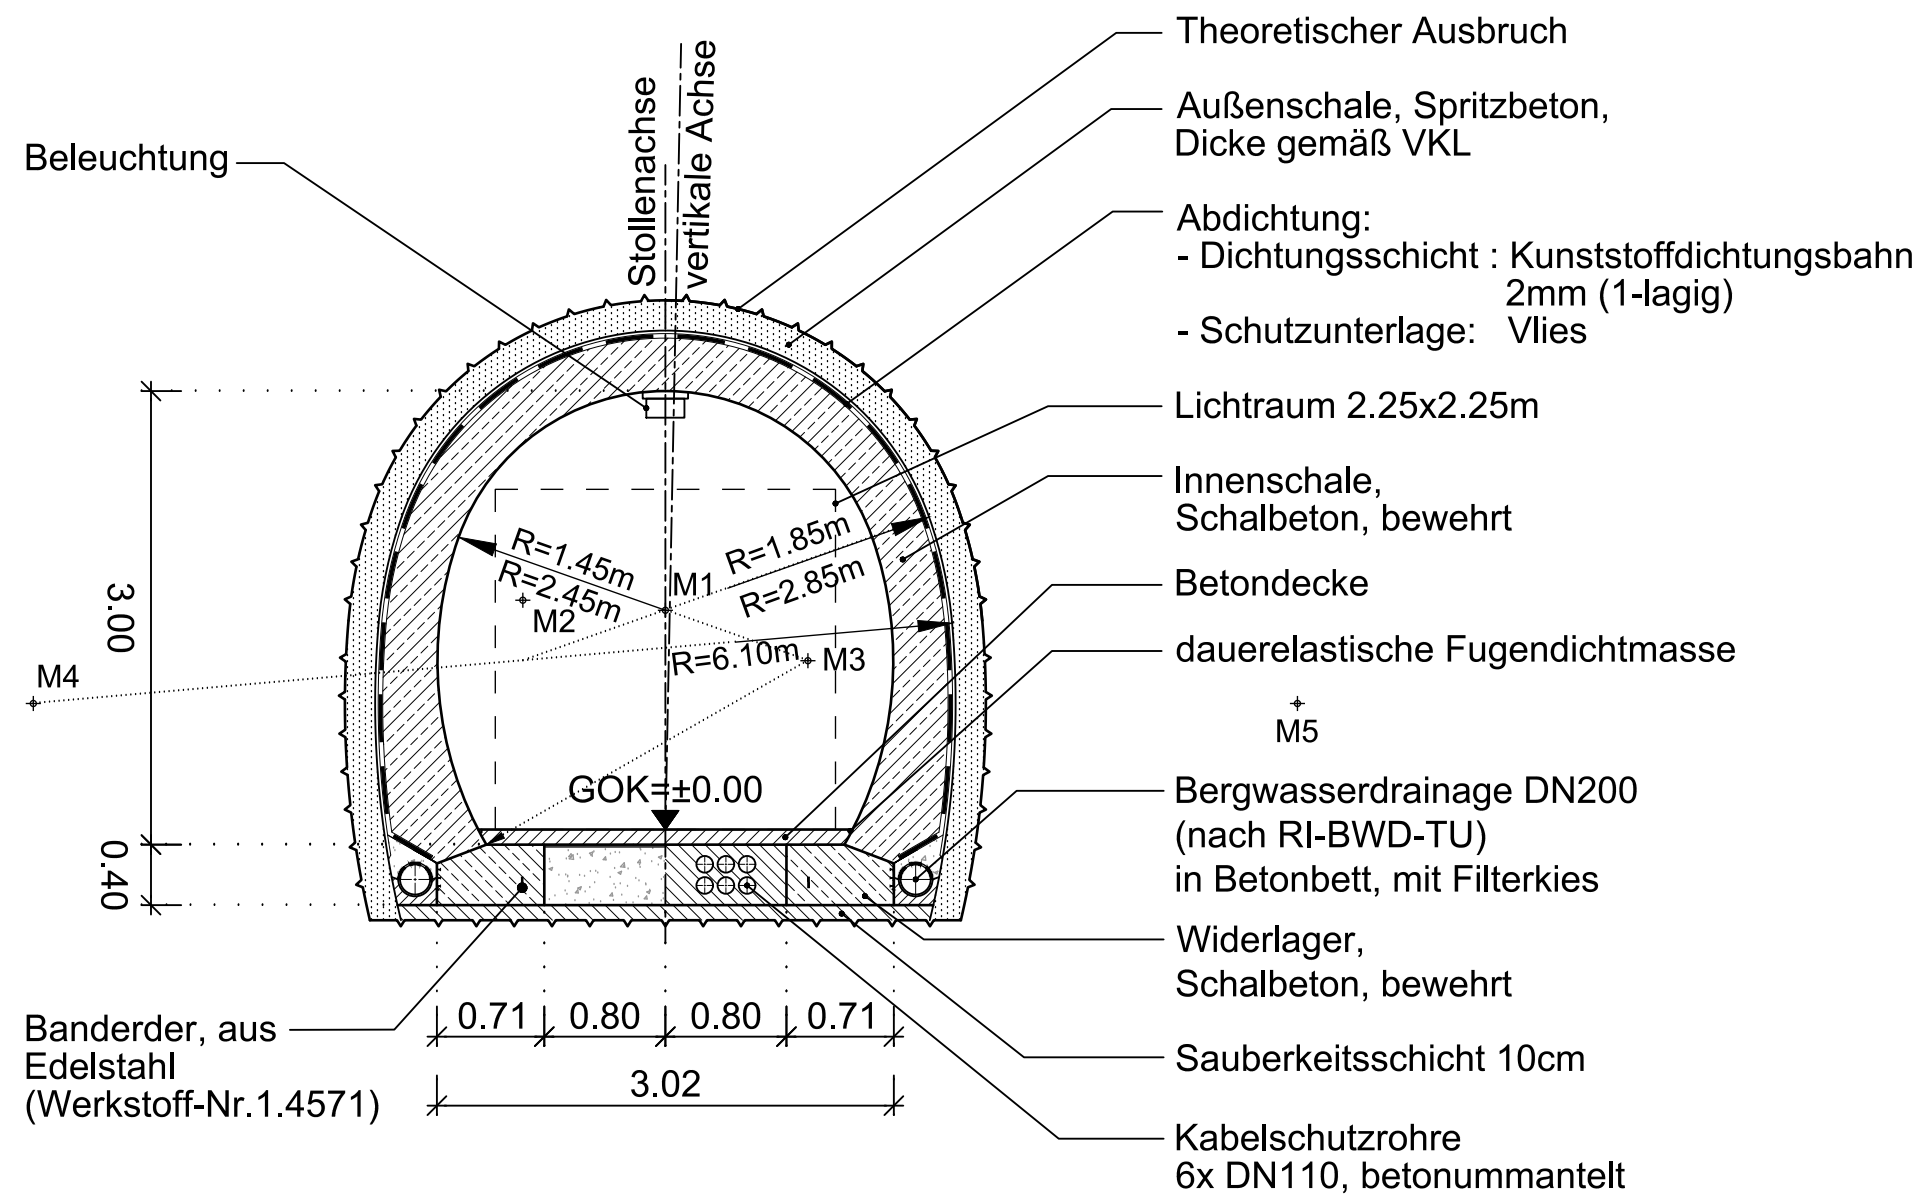 Theoretischer Ausbruch
Außenschale, Spritzbeton,
Dicke gemäß VKL
Stollenachse
vertikale Achse
Beleuchtung
Abdichtung:
- Dichtungsschicht : Kunststoffdichtungsbahn
2mm (1-lagig)
- Schutzunterlage: Vlies
Lichtraum 2.25x2.25m
Innenschale,
Schalbeton, bewehrt
R=1.45m
R=2.45m
R=1.85m
R=2.85m
M1
M2
R=6.10m
M3
M4
3.00
Betondecke
dauerelastische Fugendichtmasse
M5
GOK=±0.00
0.40
Bergwasserdrainage DN200
(nach RI-BWD-TU)
in Betonbett, mit Filterkies
Widerlager,
Schalbeton, bewehrt
0.71 0.80 0.80 0.71
3.02
Banderder, aus
Edelstahl
(Werkstoff-Nr.1.4571)
Sauberkeitsschicht 10cm
Kabelschutzrohre
6x DN110, betonummantelt